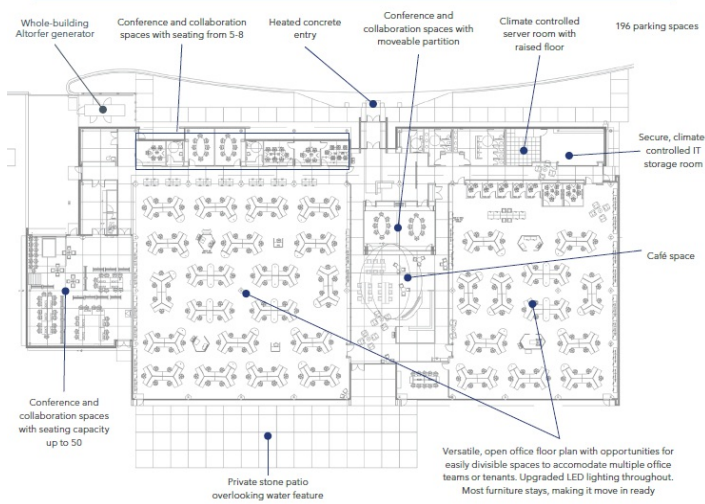 Whole-building
Altorfer generator
Conference and collaboration
spaces with seating from 5-8
Heated concrete
entry
Conference and
collaboration spaces with
moveable partition
Climate controlled
server room with
raised floor
196 parking spaces
Secure, climate
controlled IT
storage room
Café space
Conference and
collaboration spaces
with seating capacity
up to 50
Private stone patio
overlooking water feature
Versatile, open office floor plan with opportunities for
easily divisible spaces to accomodate multiple office
teams or tenants. Upgraded LED lighting throughout.
Most furniture stays, making it move in ready